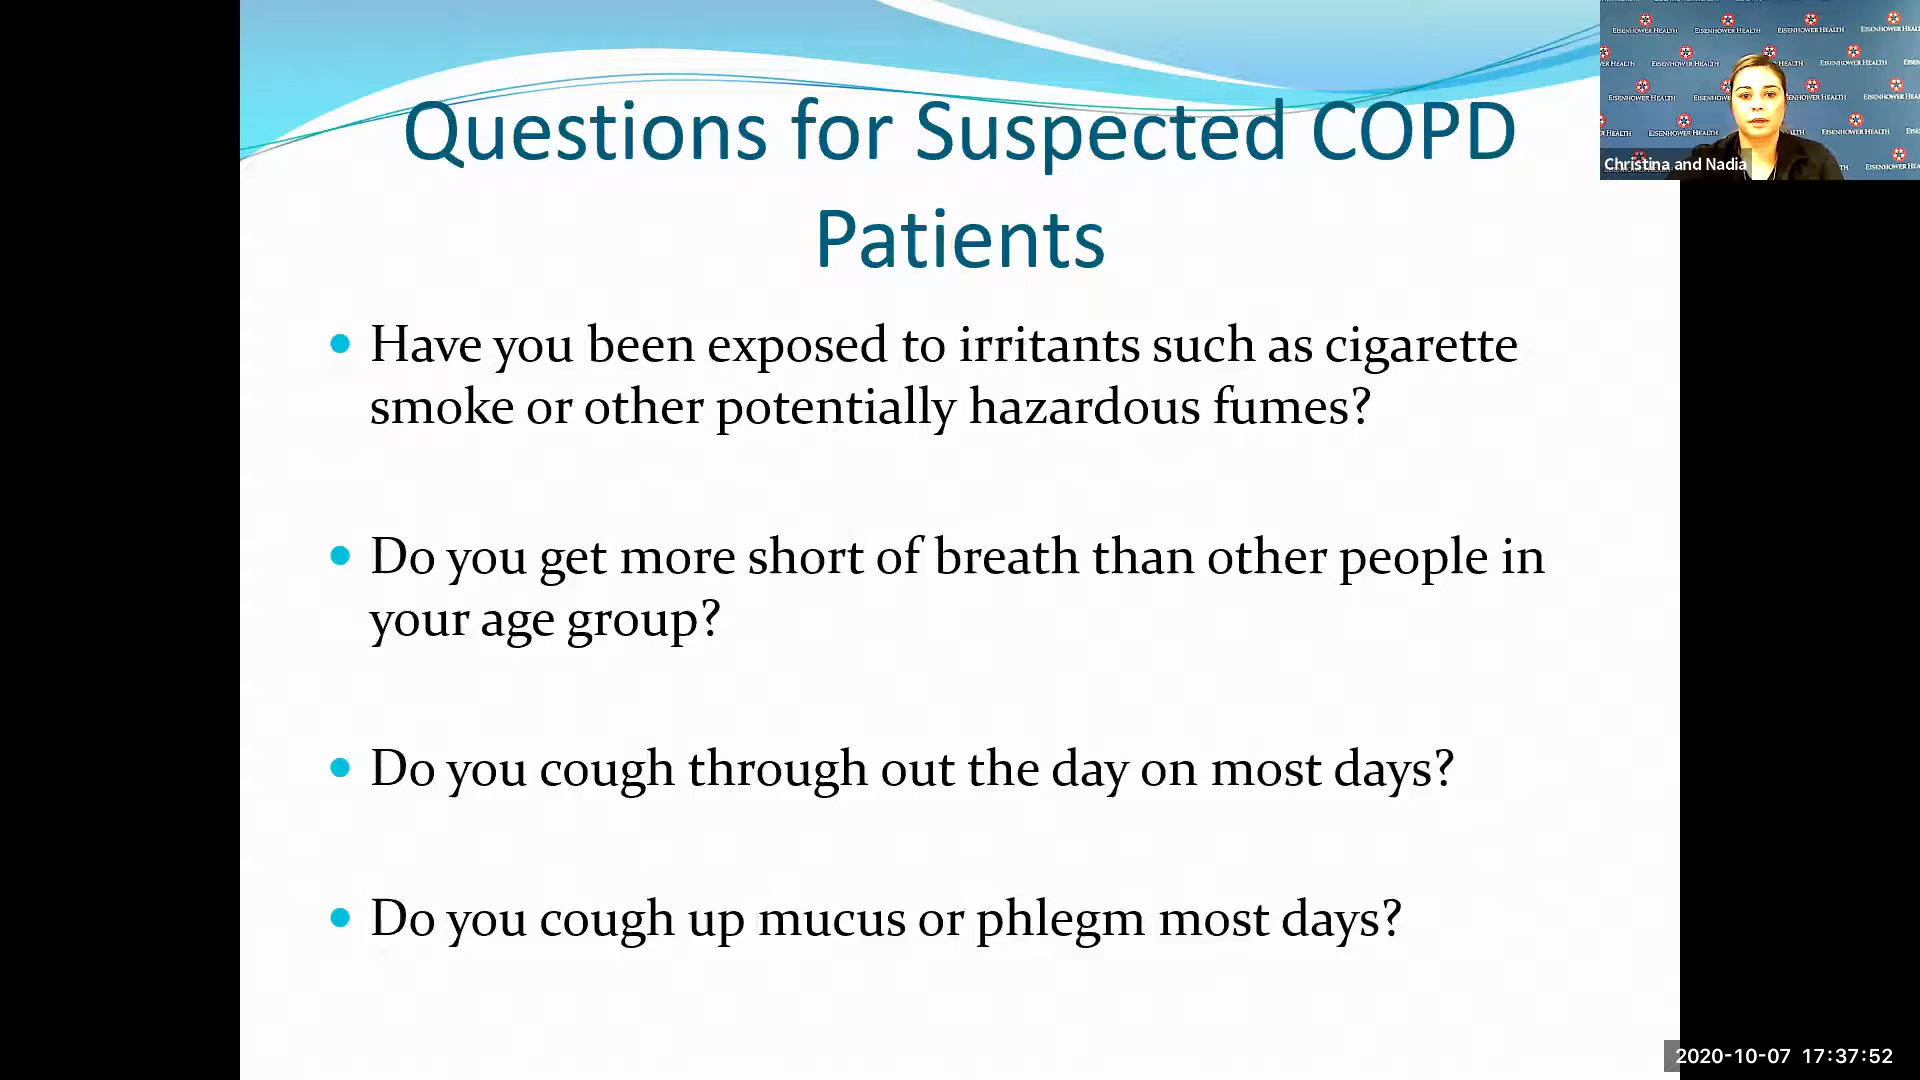 Questions for Suspected COPD
Patients
Have you been exposed to irritants such as cigarette
smoke or other potentially hazardous fumes?
Do you get more short of breath than other people in
your age group?
Do you cough through out the day on most days?
Do you cough up mucus or phlegm most days?
EISENHOWER HEALTH
Christina and Nadia
2020-10-07 17:37:52